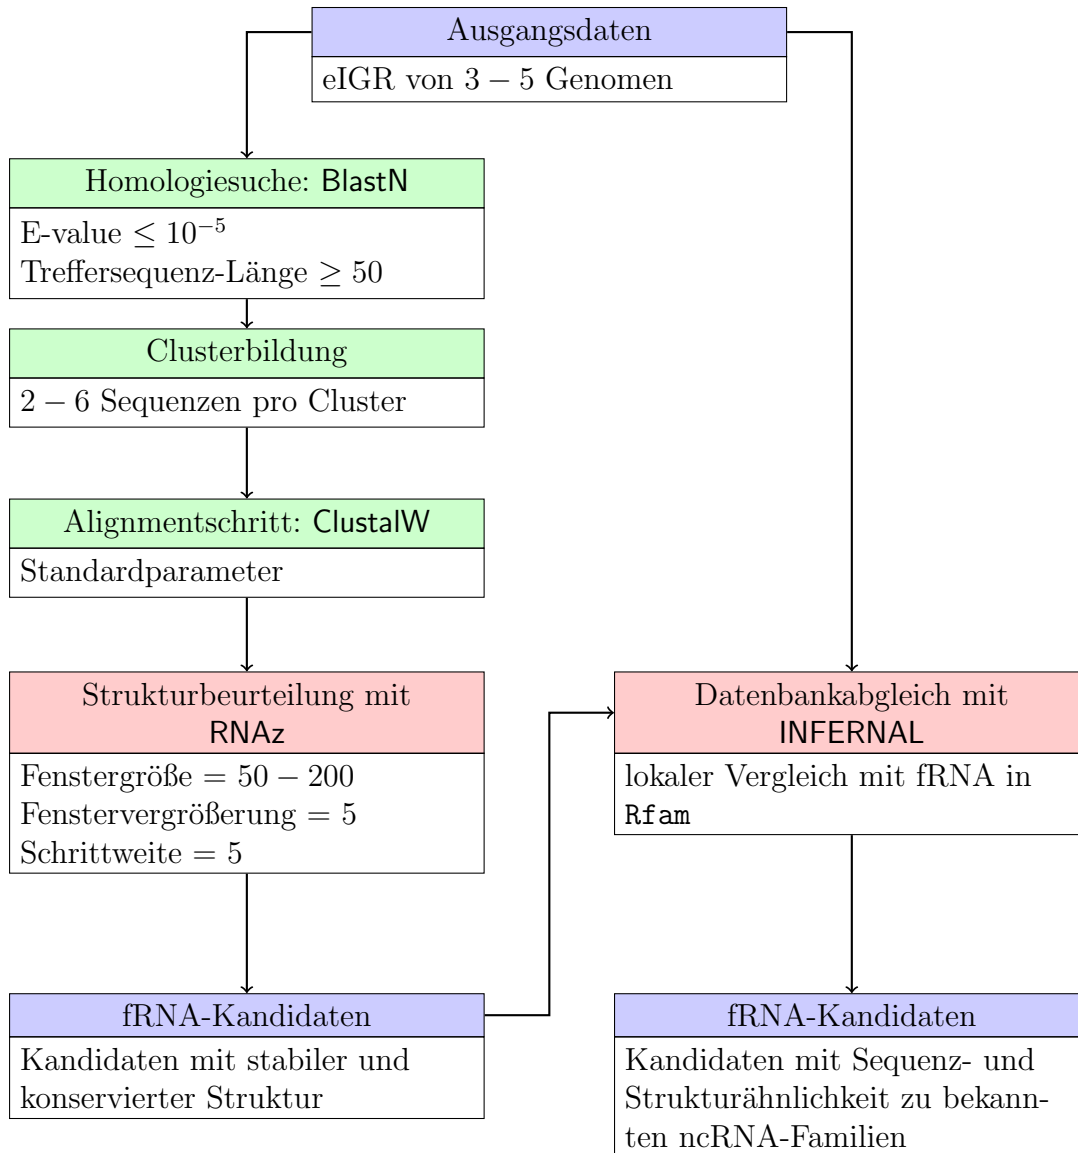 Ausgangsdaten
eIGR von 3 – 5 Genomen
Homologiesuche: BlastN
E-value ≤ 10⁻⁵
Treffersequenz-Länge ≥ 50
Clusterbildung
2 – 6 Sequenzen pro Cluster
Alignmentschritt: ClustalW
Standardparameter
Strukturbeurteilung mit
RNAz
Fenstergröße = 50 – 200
Fenstervergrößerung = 5
Schrittweite = 5
Datenbankabgleich mit
INFERNAL
lokaler Vergleich mit fRNA in
Rfam
fRNA-Kandidaten
Kandidaten mit stabiler und
konservierter Struktur
fRNA-Kandidaten
Kandidaten mit Sequenz- und
Strukturähnlichkeit zu bekann-
ten ncRNA-Familien